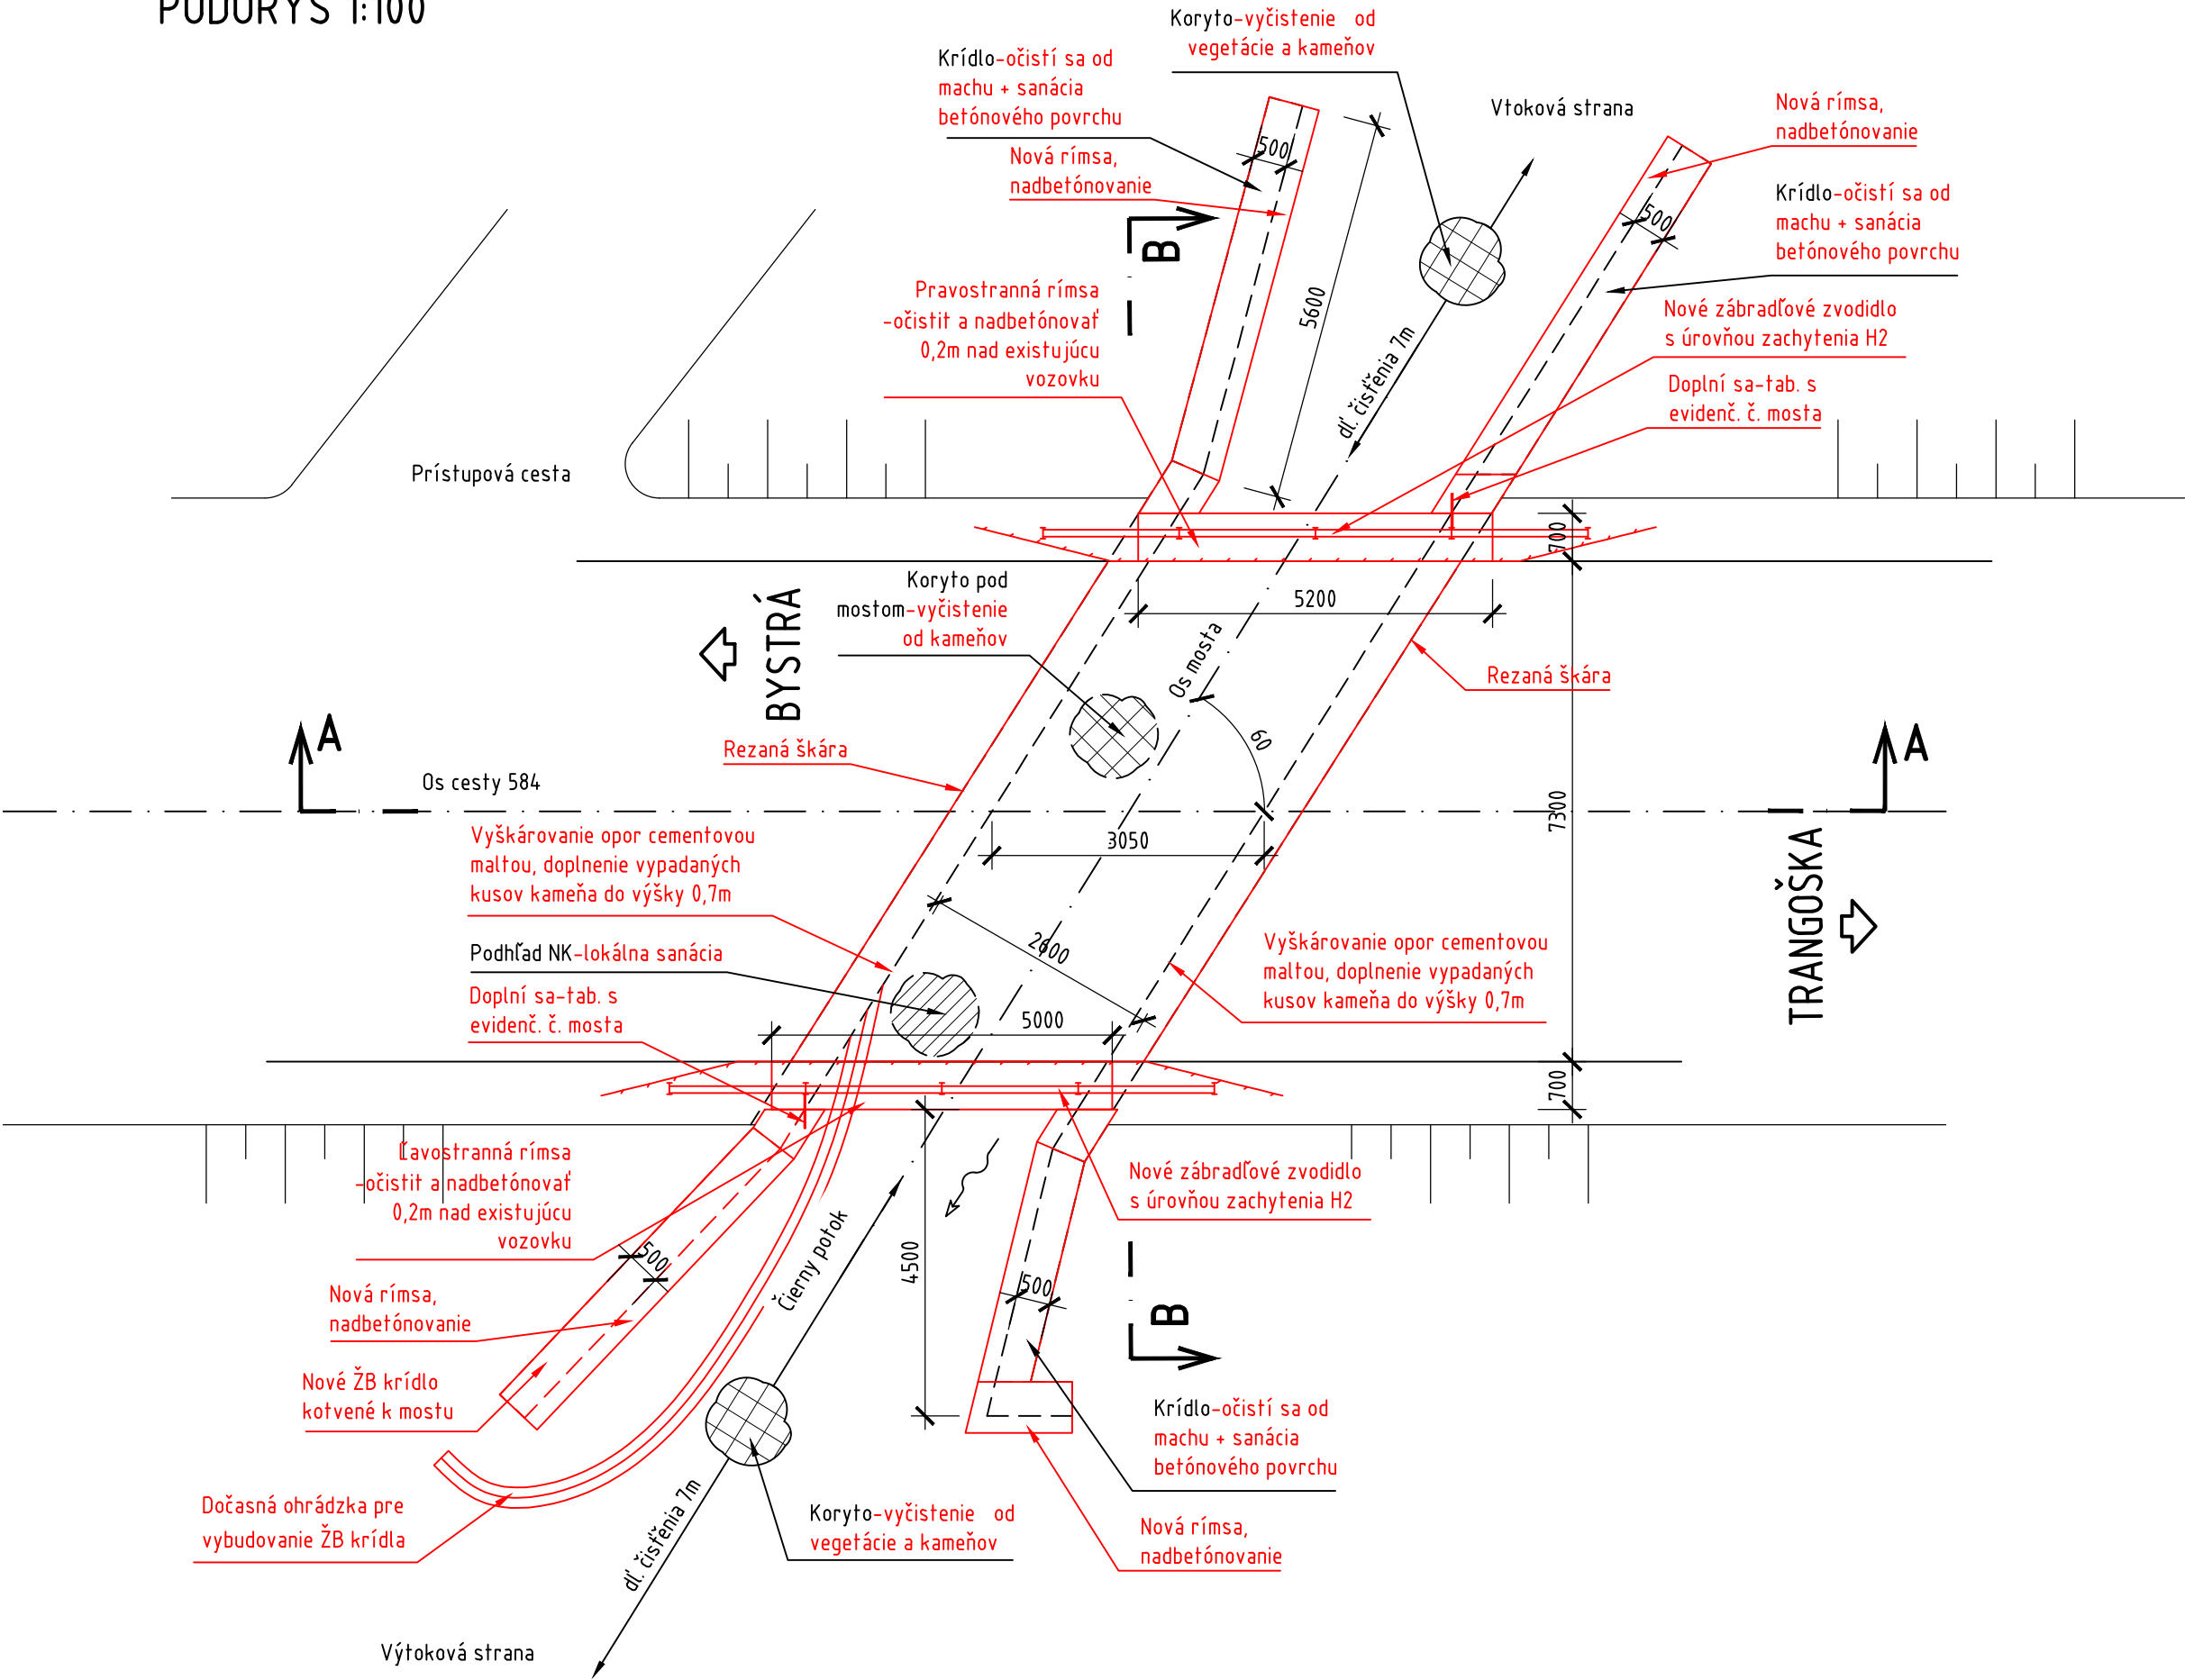 PÔDORYS 1:100
Koryto-vyčistenie od
vegetácie a kameňov
Krídlo-očistí sa od
machu + sanácia
betónového povrchu
Nová rímsa,
nadbetónovanie
Vtoková strana
Nová rímsa,
nadbetónovanie
Krídlo-očistí sa od
machu + sanácia
betónového povrchu
500
500
B
5600
dĺ. čisťenia 7m
Pravostranná rímsa
-očistit a nadbetónovať
0,2m nad existujúcu
vozovku
Nové zábradľové zvodidlo
s úrovňou zachytenia H2
Doplní sa-tab. s
evidenč. č. mosta
Prístupová cesta
700
Koryto pod
mostom-vyčistenie
od kameňov
5200
BYSTRÁ
Os mosta
Rezaná škára
60
Rezaná škára
A
A
Os cesty 584
7300
3050
Vyškárovanie opor cementovou
maltou, doplnenie vypadaných
kusov kameňa do výšky 0,7m
TRANGOŠKA
2600
Podhľad NK-lokálna sanácia
Vyškárovanie opor cementovou
maltou, doplnenie vypadaných
kusov kameňa do výšky 0,7m
Doplní sa-tab. s
evidenč. č. mosta
5000
700
Ľavostranná rímsa
-očistit a nadbetónovať
0,2m nad existujúcu
vozovku
Nové zábradľové zvodidlo
s úrovňou zachytenia H2
500
Čierny potok
4500
500
B
Nová rímsa,
nadbetónovanie
Nové ŽB krídlo
kotvené k mostu
Krídlo-očistí sa od
machu + sanácia
betónového povrchu
Dočasná ohrádzka pre
vybudovanie ŽB krídla
dĺ. čisťenia 7m
Koryto-vyčistenie od
vegetácie a kameňov
Nová rímsa,
nadbetónovanie
Výtoková strana